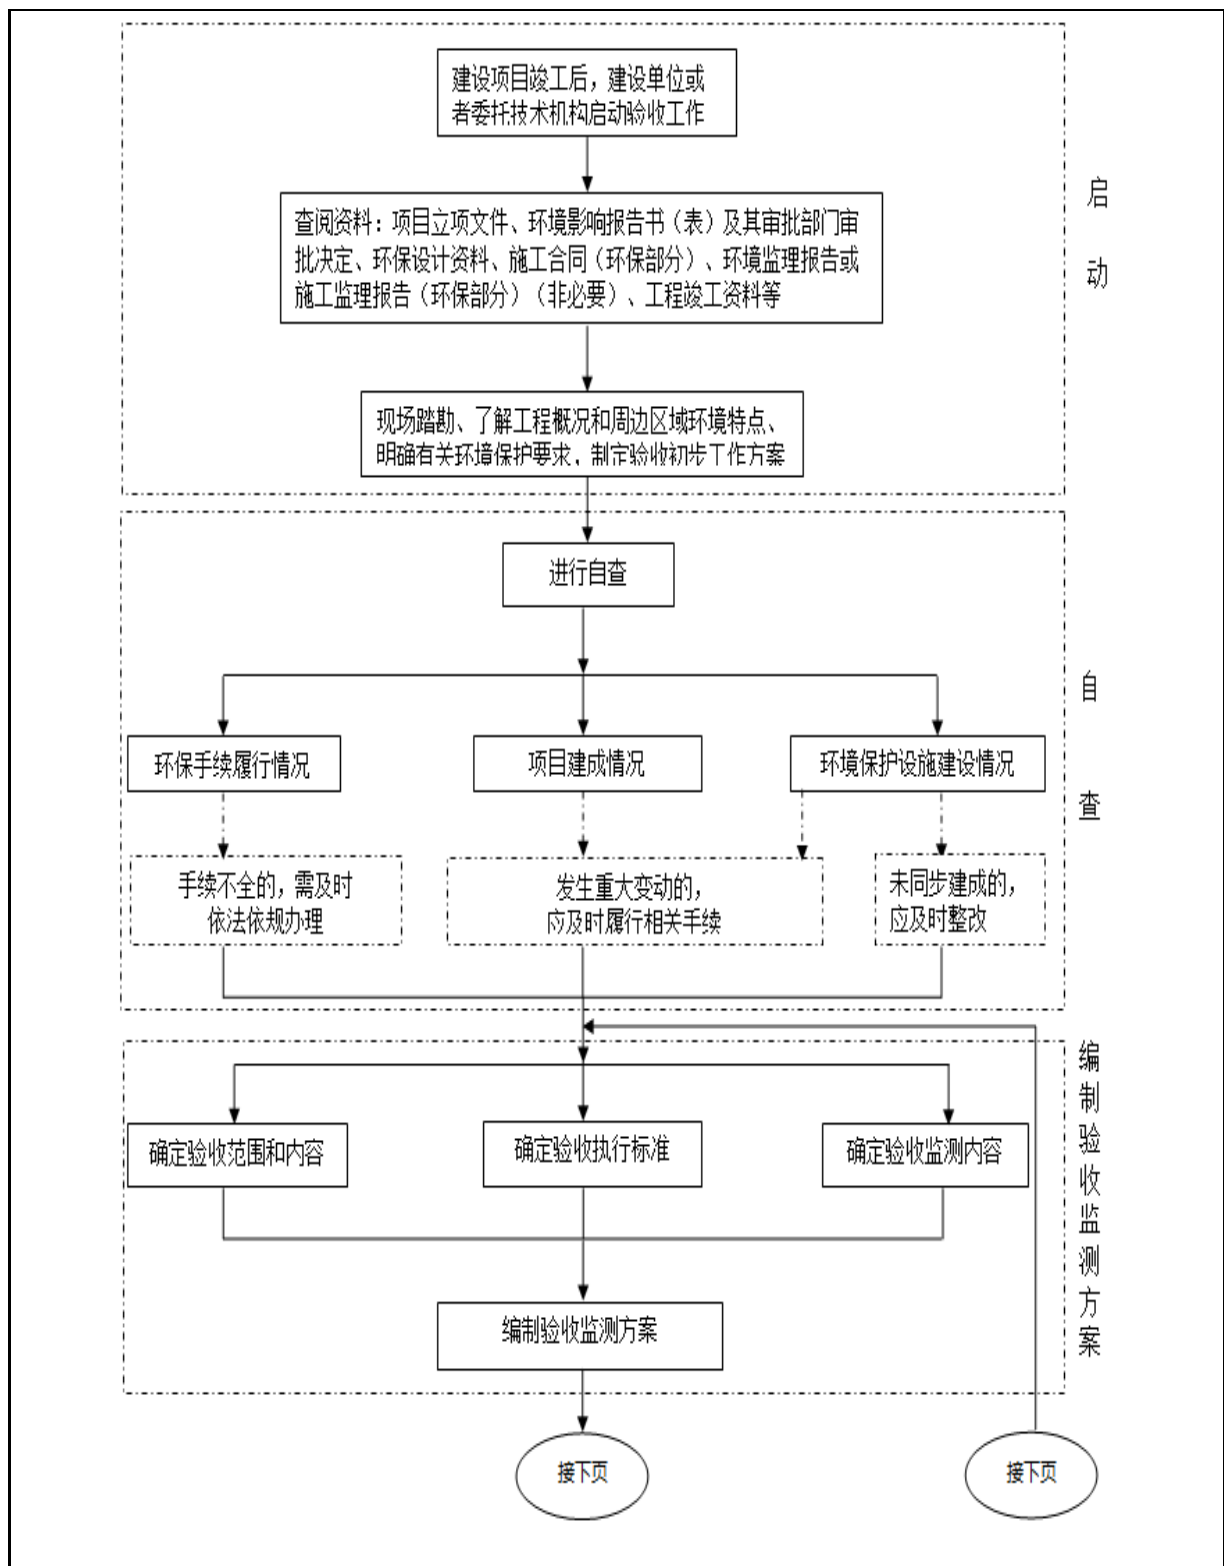 建设项目竣工后，建设单位或
者委托技术机构启动验收工作
启
动
查阅资料：项目立项文件、环境影响报告书（表）及其审批部门审
批决定、环保设计资料、施工合同（环保部分）、环境监理报告或
施工监理报告（环保部分）（非必要）、工程竣工资料等
现场踏勘、了解工程概况和周边区域环境特点、
明确有关环境保护要求，制定验收初步工作方案
进行自查
自
查
环保手续履行情况
项目建成情况
环境保护设施建设情况
手续不全的，需及时
依法依规办理
发生重大变动的，
应及时履行相关手续
未同步建成的，
应及时整改
编
制
验
收
监
测
方
案
确定验收范围和内容
确定验收执行标准
确定验收监测内容
编制验收监测方案
接下页
接下页